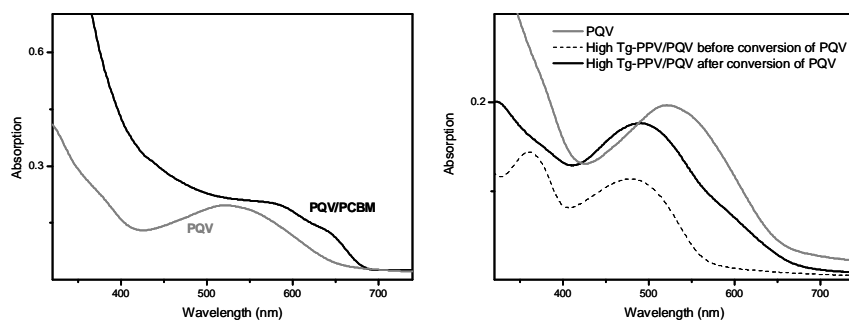 0.6
0.3
Absorption
PQV/PCBM
PQV
400 500 600 700
Wavelength (nm)
PQV
High Tg-PPV/PQV before conversion of PQV
High Tg-PPV/PQV after conversion of PQV
0.2
Absorption
400 500 600 700
Wavelength (nm)